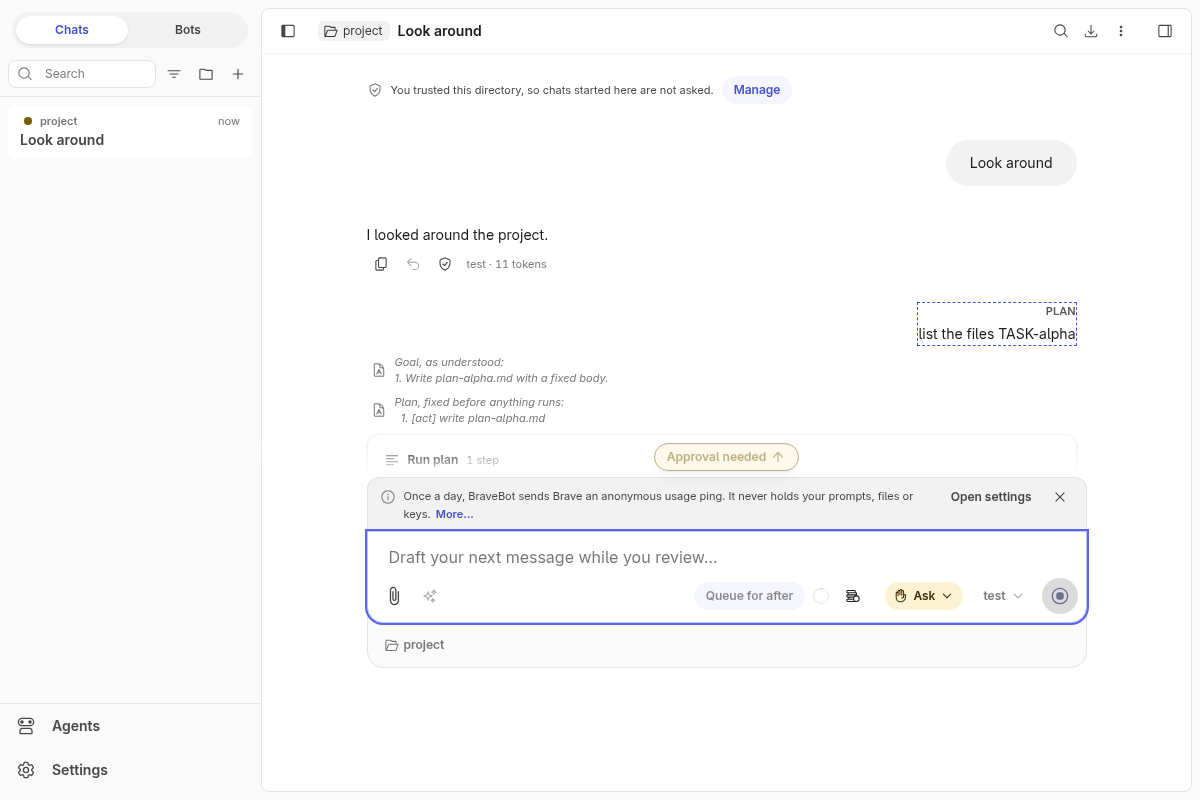 Chats
Bots
project
Look around
Search
You trusted this directory, so chats started here are not asked.
Manage
project
now
Look around
Look around
I looked around the project.
test · 11 tokens
PLAN
list the files TASK-alpha
Goal, as understood:
1. Write plan-alpha.md with a fixed body.
Plan, fixed before anything runs:
1. [act] write plan-alpha.md
Run plan
1 step
Approval needed
Once a day, BraveBot sends Brave an anonymous usage ping. It never holds your prompts, files or
keys. More...
Open settings
Draft your next message while you review...
Queue for after
Ask
test
project
Agents
Settings